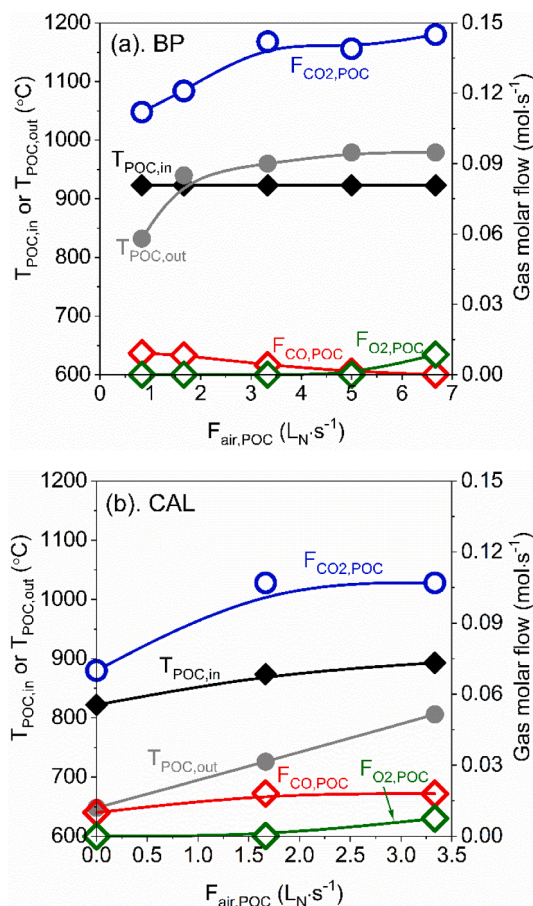 (a). BP
1200
1100
1000
900
800
700
600
T_POC,in or T_POC,out (°C)
0.15
0.12
0.09
0.06
0.03
0.00
Gas molar flow (mol·s⁻¹)
F_CO2,POC
T_POC,in
T_POC,out
F_CO,POC
F_O2,POC
0 1 2 3 4 5 6 7
F_air,POC (L_N·s⁻¹)
(b). CAL
1200
1100
1000
900
800
700
600
T_POC,in or T_POC,out (°C)
0.15
0.12
0.09
0.06
0.03
0.00
Gas molar flow (mol·s⁻¹)
F_CO2,POC
T_POC,in
T_POC,out
F_CO,POC
F_O2,POC
0.0 0.5 1.0 1.5 2.0 2.5 3.0 3.5
F_air,POC (L_N·s⁻¹)